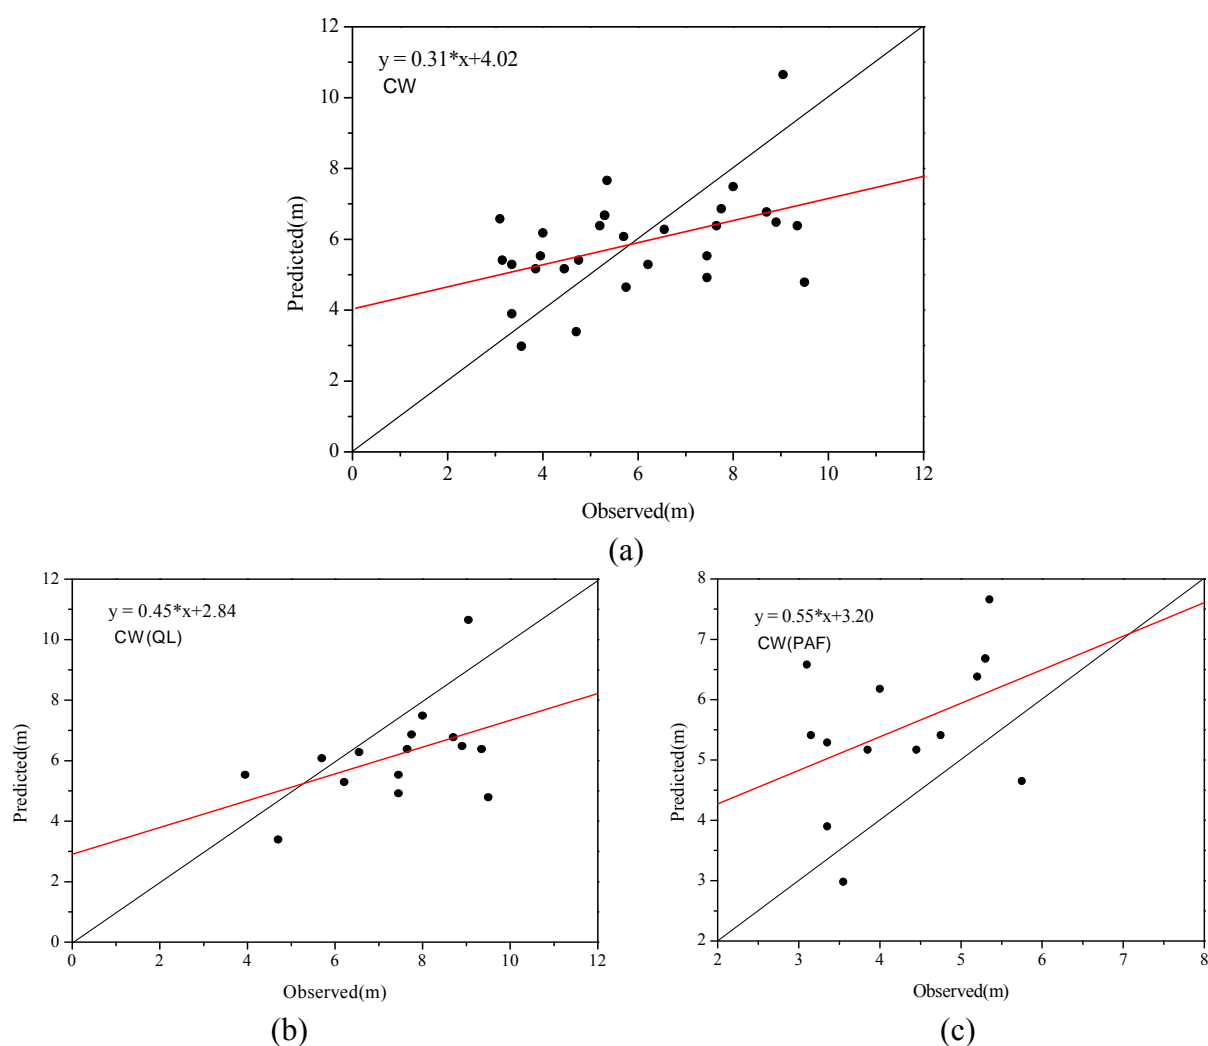 y = 0.31*x+4.02
CW
12
10
8
6
4
2
0
Predicted(m)
0 2 4 6 8 10 12
Observed(m)
(a)
y = 0.45*x+2.84
CW(QL)
12
10
8
6
4
2
0
Predicted(m)
0 2 4 6 8 10 12
Observed(m)
(b)
y = 0.55*x+3.20
CW(PAF)
8
7
6
5
4
3
2
Predicted(m)
2 3 4 5 6 7 8
Observed(m)
(c)